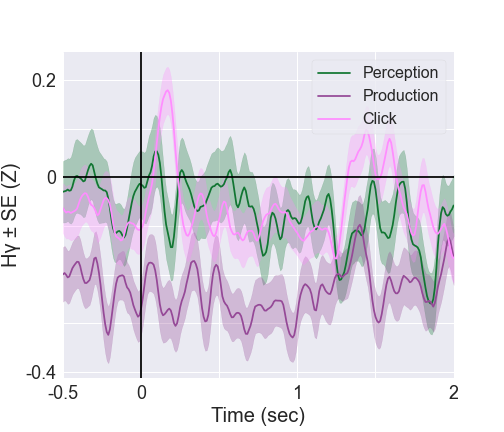 Perception
Production
Click
0.2
0
-0.4
Hγ ± SE (Z)
-0.5
0
1
2
Time (sec)